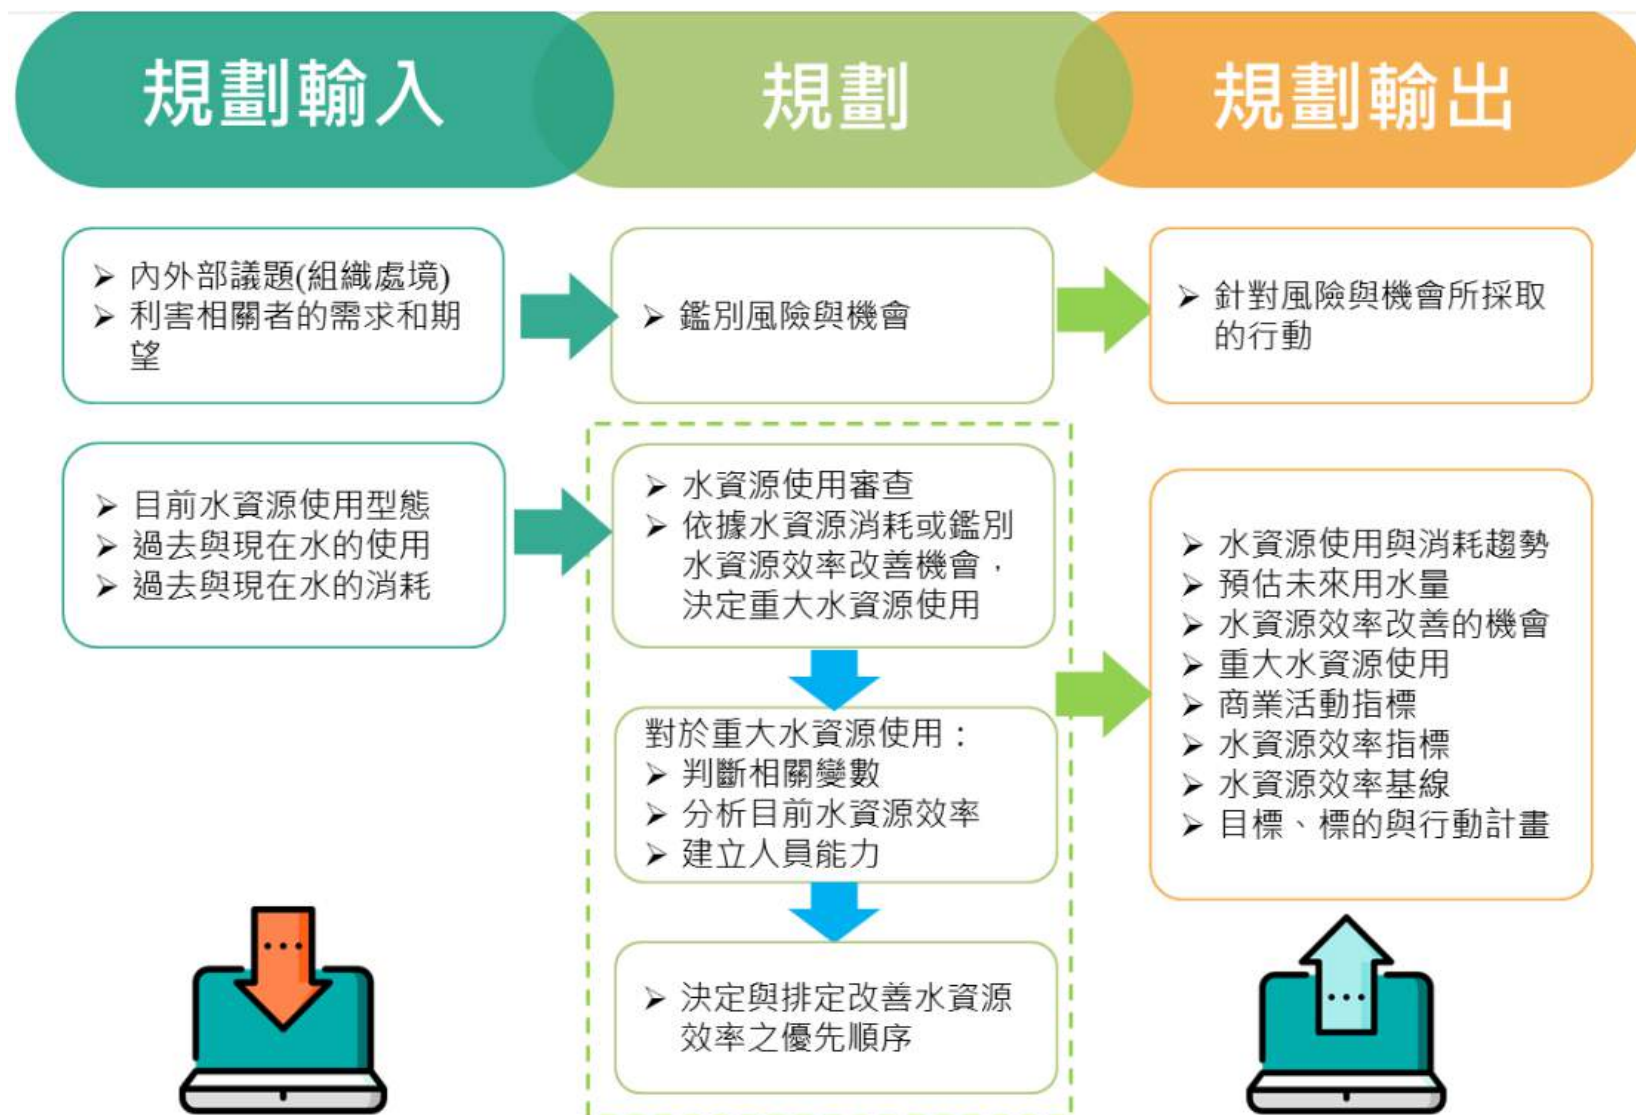 規劃輸入
規劃
規劃輸出
➢ 內外部議題(組織處境)
➢ 利害相關者的需求和期
望
➢ 鑑別風險與機會
➢ 針對風險與機會所採取
的行動
➢ 目前水資源使用型態
➢ 過去與現在水的使用
➢ 過去與現在水的消耗
➢ 水資源使用審查
➢ 依據水資源消耗或鑑別
水資源效率改善機會，
決定重大水資源使用
對於重大水資源使用：
➢ 判斷相關變數
➢ 分析目前水資源效率
➢ 建立人員能力
➢ 決定與排定改善水資源
效率之優先順序
➢ 水資源使用與消耗趨勢
➢ 預估未來用水量
➢ 水資源效率改善的機會
➢ 重大水資源使用
➢ 商業活動指標
➢ 水資源效率指標
➢ 水資源效率基線
➢ 目標、標的與行動計畫